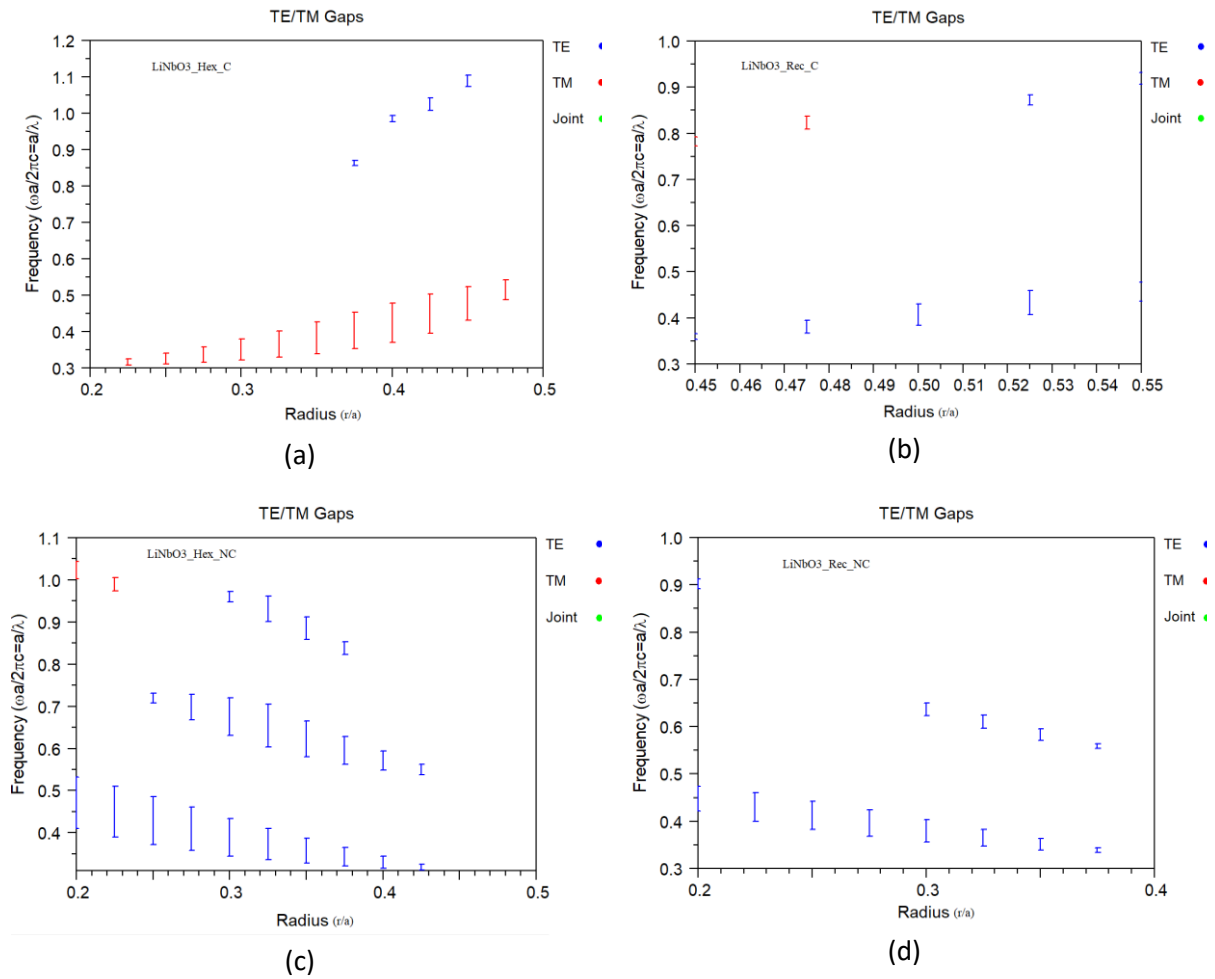 TE/TM Gaps
LiNbO3_Hex_C
TE
TM
Joint
Frequency (ωa/2πc=a/λ)
1.2
1.1
1.0
0.9
0.8
0.7
0.6
0.5
0.4
0.3
0.2 0.3 0.4 0.5
Radius (r/a)
(a)
TE/TM Gaps
LiNbO3_Rec_C
TE
TM
Joint
Frequency (ωa/2πc=a/λ)
1.0
0.9
0.8
0.7
0.6
0.5
0.4
0.3
0.45 0.46 0.47 0.48 0.49 0.50 0.51 0.52 0.53 0.54 0.55
Radius (r/a)
(b)
TE/TM Gaps
LiNbO3_Hex_NC
TE
TM
Joint
Frequency (ωa/2πc=a/λ)
1.1
1.0
0.9
0.8
0.7
0.6
0.5
0.4
0.2 0.3 0.4 0.5
Radius (r/a)
(c)
TE/TM Gaps
LiNbO3_Rec_NC
TE
TM
Joint
Frequency (ωa/2πc=a/λ)
1.0
0.9
0.8
0.7
0.6
0.5
0.4
0.3
0.2 0.3 0.4
Radius (r/a)
(d)